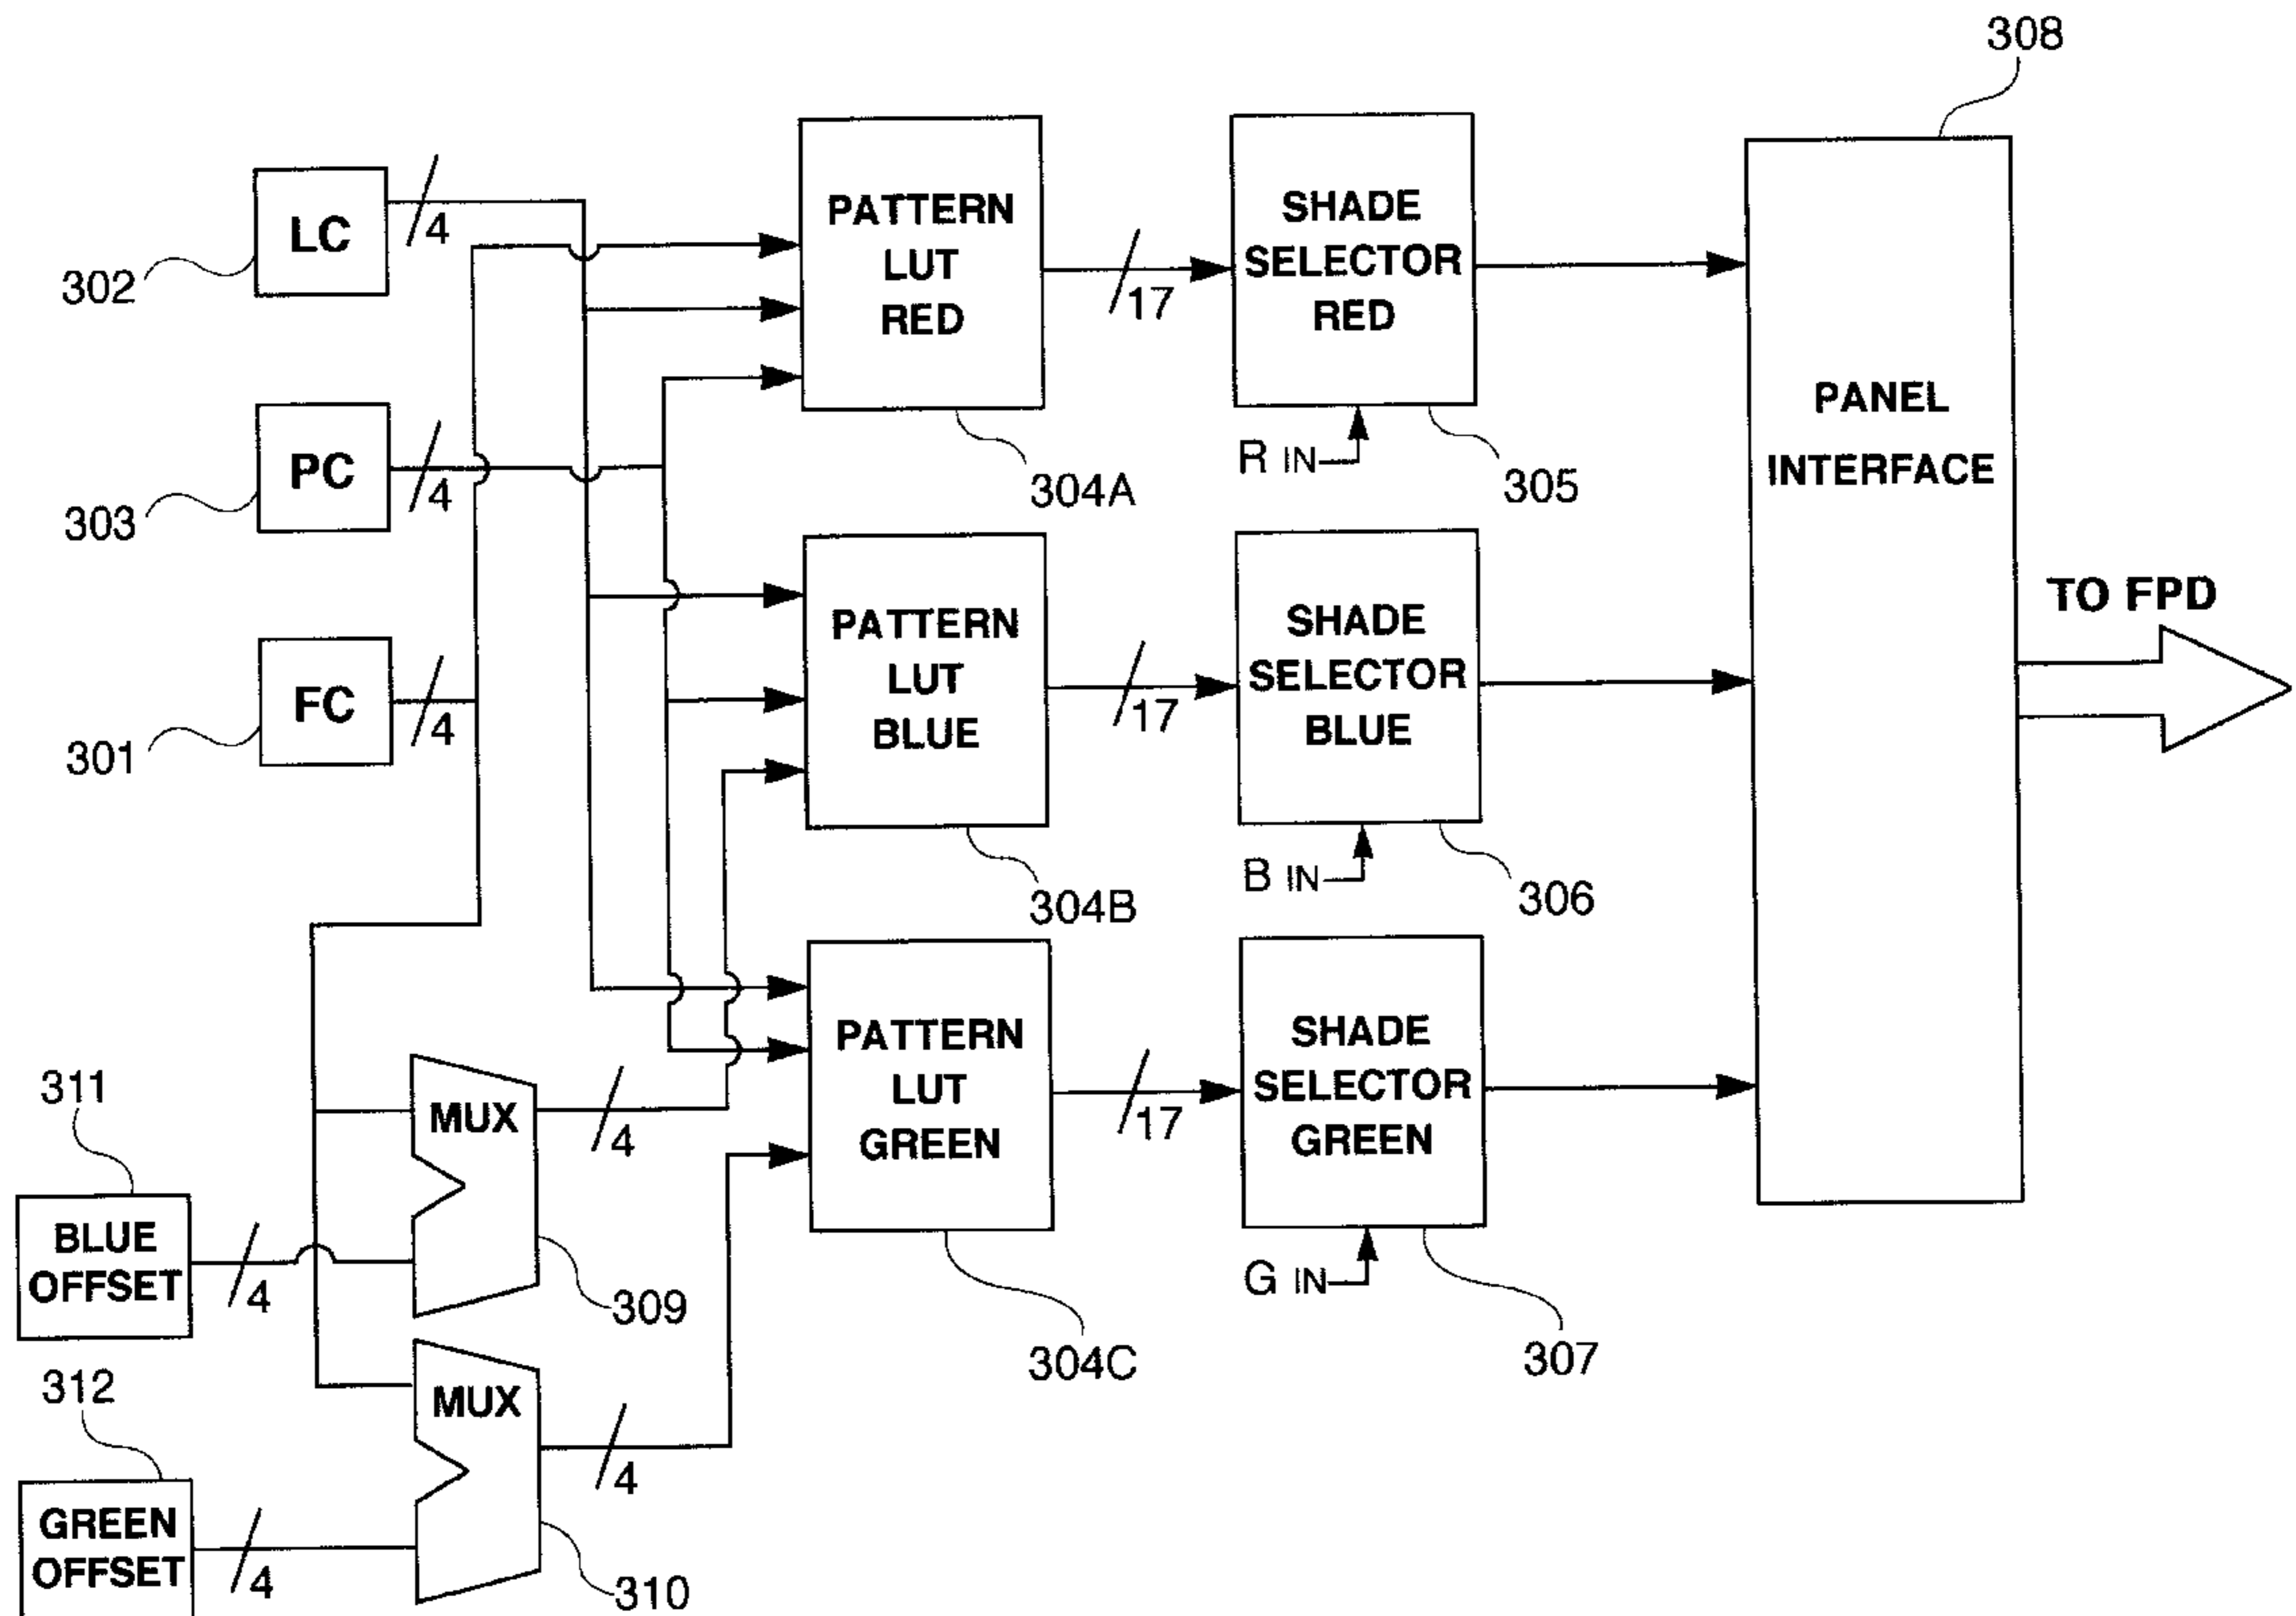 308
LC
4
302
PATTERN
LUT
RED
17
SHADE
SELECTOR
RED
PANEL
INTERFACE
R IN
304A
305
PC
4
303
PATTERN
LUT
BLUE
17
SHADE
SELECTOR
BLUE
TO FPD
FC
4
301
B IN
304B
306
PATTERN
LUT
GREEN
17
SHADE
SELECTOR
GREEN
311
MUX
4
BLUE
OFFSET
4
309
G IN
304C
307
312
MUX
4
GREEN
OFFSET
4
310